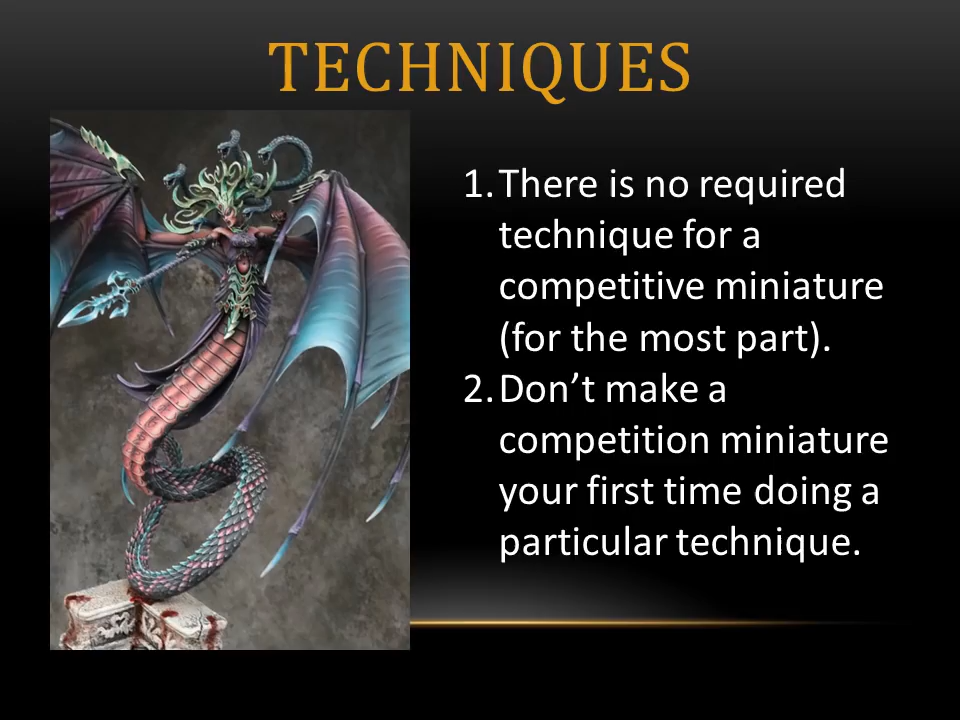 TECHNIQUES
1. There is no required
technique for a
competitive miniature
(for the most part).
2. Don’t make a
competition miniature
your first time doing a
particular technique.